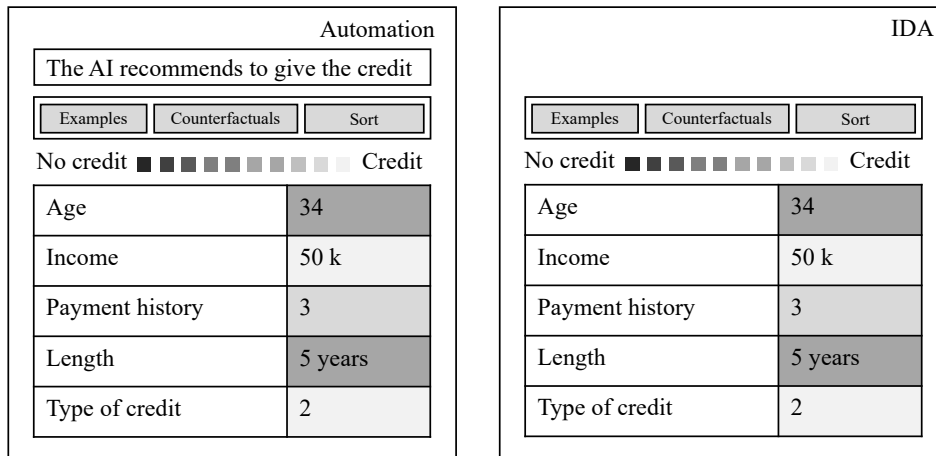 Automation
The AI recommends to give the credit
Examples Counterfactuals Sort
No credit Credit
Age 34
Income 50 k
Payment history 3
Length 5 years
Type of credit 2
IDA
Examples Counterfactuals Sort
No credit Credit
Age 34
Income 50 k
Payment history 3
Length 5 years
Type of credit 2